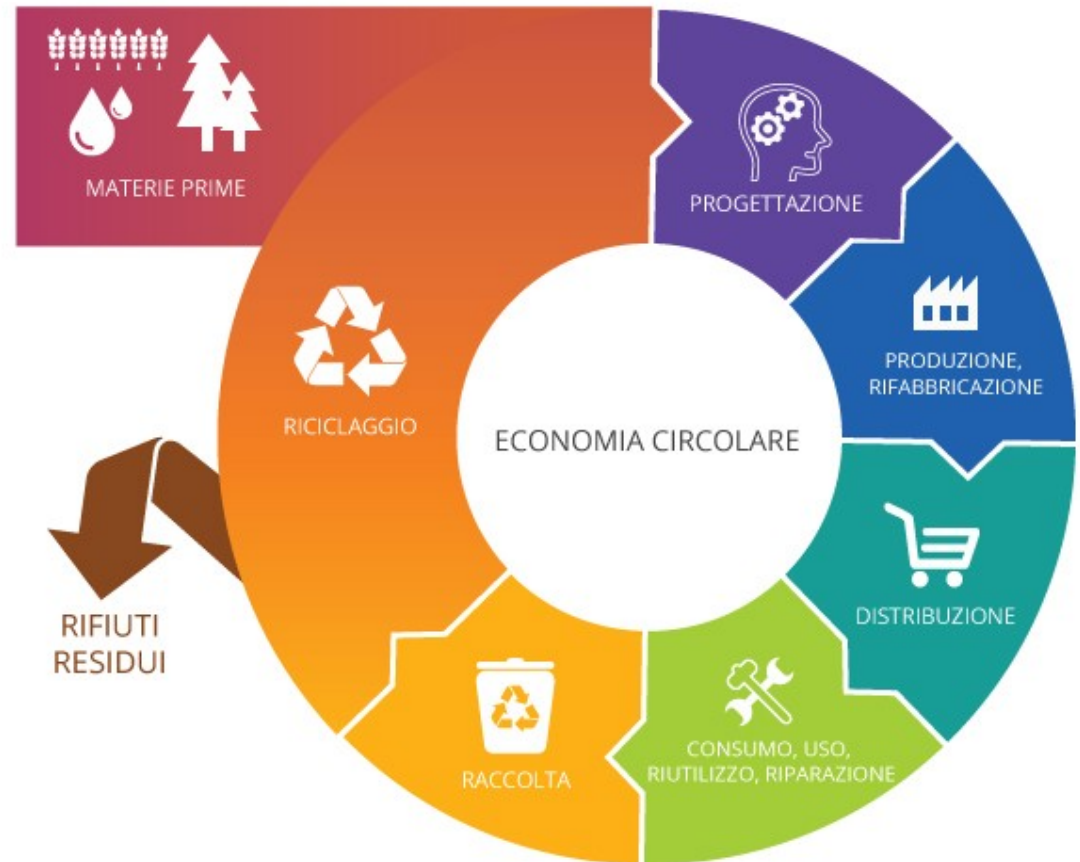 MATERIE PRIME
PROGETTAZIONE
PRODUZIONE,
RIFABBRICAZIONE
DISTRIBUZIONE
CONSUMO, USO,
RIUTILIZZO, RIPARAZIONE
RACCOLTA
RICICLAGGIO
RIFIUTI
RESIDUI
ECONOMIA CIRCOLARE